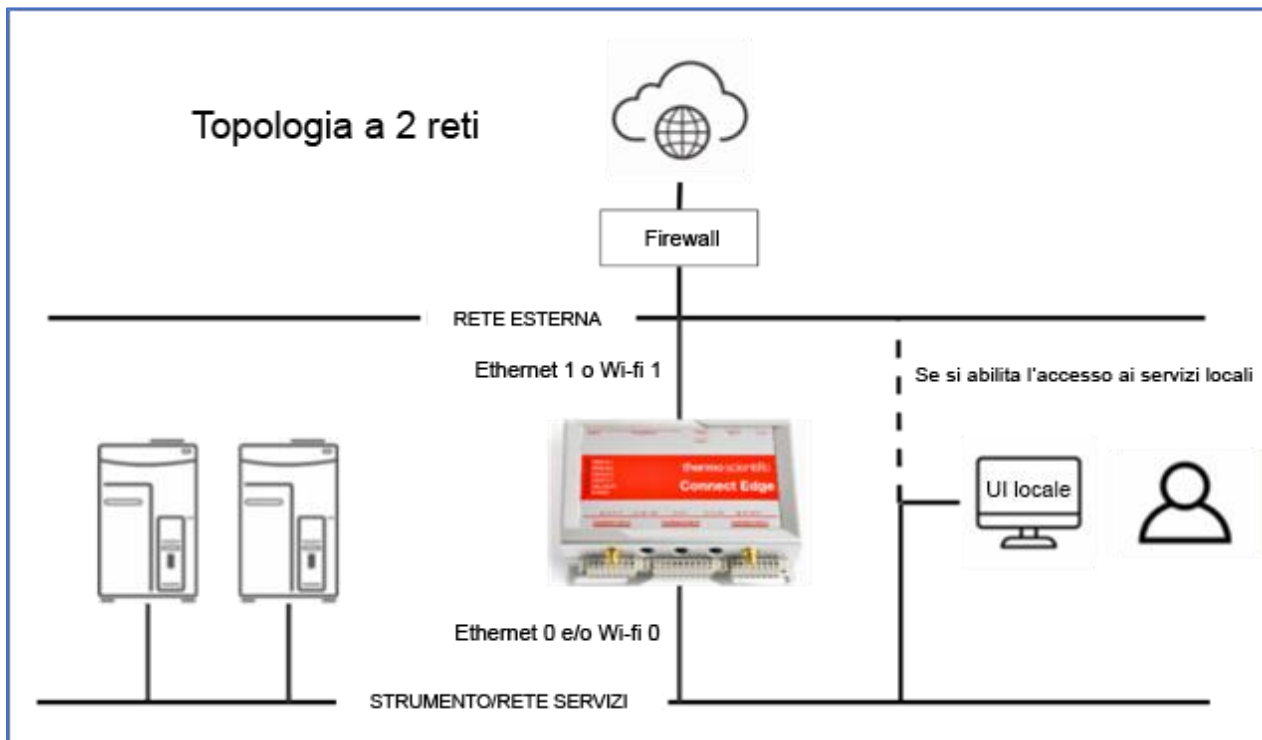 Topologia a 2 reti
Firewall
RETE ESTERNA
Ethernet 1 o Wi-fi 1
Se si abilita l'accesso ai servizi locali
thermo scientific
Connect Edge
UI locale
Ethernet 0 e/o Wi-fi 0
STRUMENTO/RETE SERVIZI